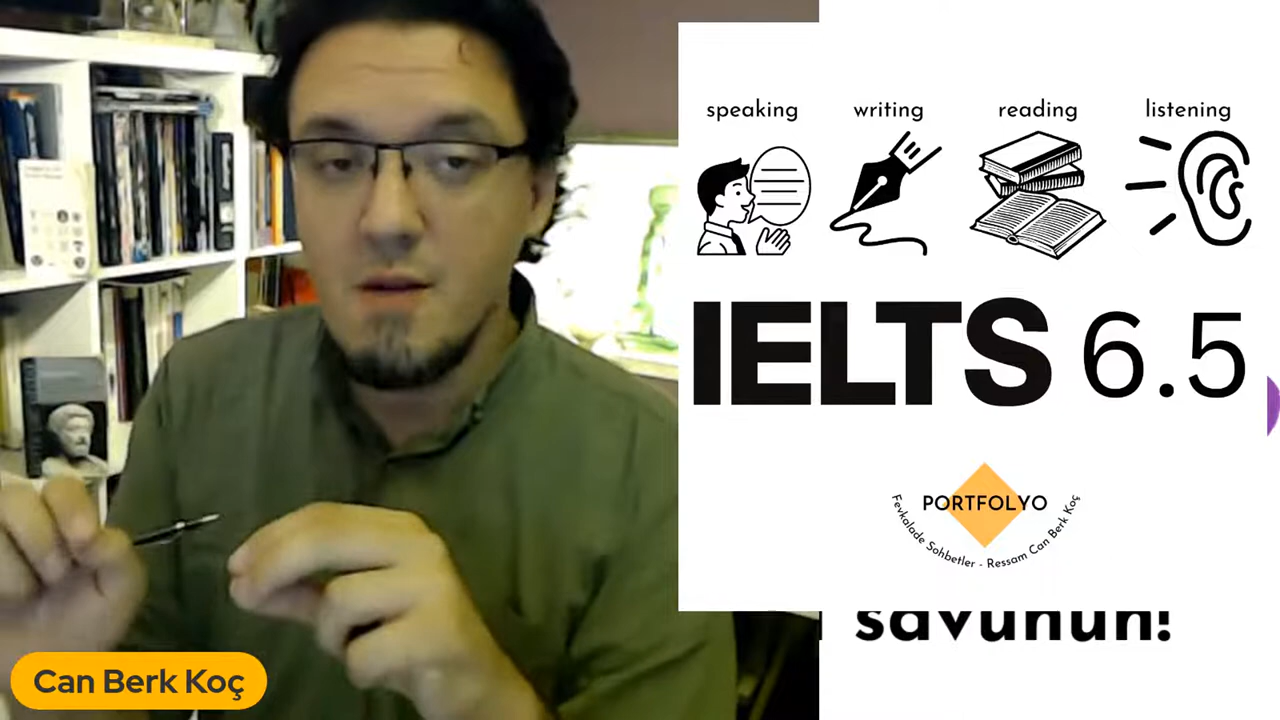 speaking writing reading listening
IELTS 6.5
PORTFOLYO
Fevkalade Sohbetler - Ressam Can Berk Koç
savunun!
Can Berk Koç